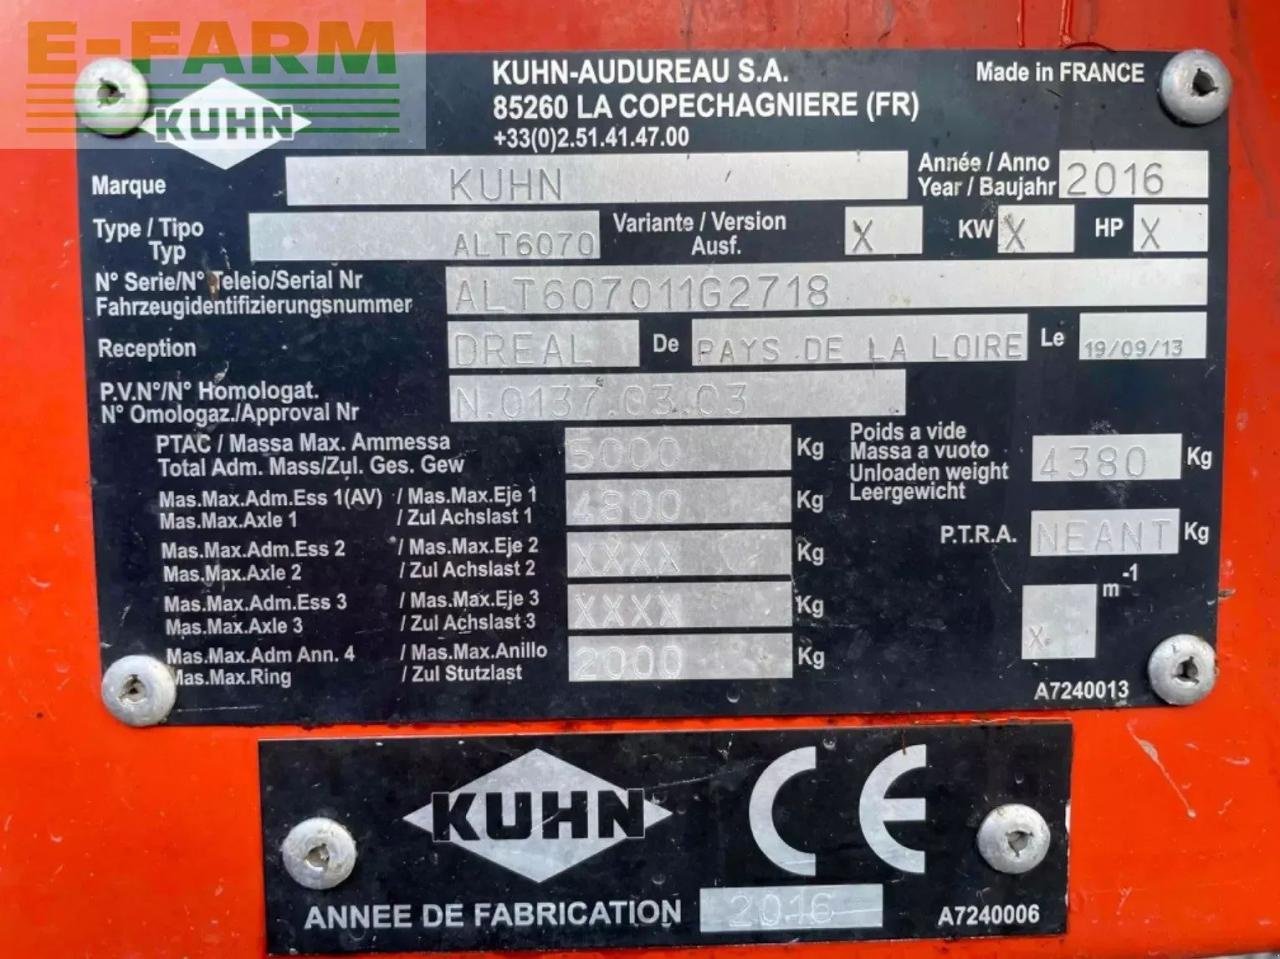 E-FARM
KUHN
KUHN-AUDUREAU S.A.
85260 LA COPECHAGNIERE (FR)
+33(0)2.51.41.47.00
Made in FRANCE
Marque KUHN
Année / Anno
Year / Baujahr 2016
Type / Tipo
Typ ALT6070
Variante / Version
Ausf. X KW X HP X
N° Serie/N° Teleio/Serial Nr
Fahrzeugidentifizierungsnummer ALT607011G2718
Reception DREAL De PAYS DE LA LOIRE Le 19/09/13
P.V.N°/N° Homologat.
N° Omologaz./Approval Nr N.0137.03.03
PTAC / Massa Max. Ammessa
Total Adm. Mass/Zul. Ges. Gew 5000 Kg
Poids a vide
Massa a vuoto
Unloaden weight
Leergewicht 4380 Kg
Mas.Max.Adm.Ess 1(AV) / Mas.Max.Eje 1
Mas.Max.Axle 1 / Zul Achslast 1 4800 Kg
P.T.R.A. NEANT Kg
Mas.Max.Adm.Ess 2 / Mas.Max.Eje 2
Mas.Max.Axle 2 / Zul Achslast 2 XXXX Kg
Mas.Max.Adm.Ess 3 / Mas.Max.Eje 3
Mas.Max.Axle 3 / Zul Achslast 3 XXXX Kg
X m-1
Mas.Max.Adm Ann. 4 / Mas.Max.Anillo
Mas.Max.Ring / Zul Stutzlast 2000 Kg
A7240013
KUHN CE
ANNEE DE FABRICATION 2016 A7240006